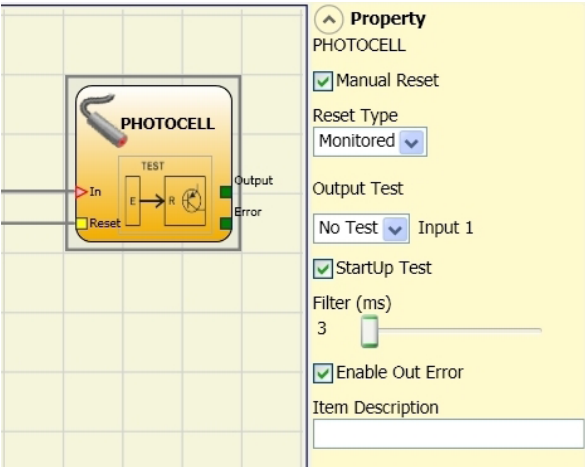 PHOTOCELL
TEST
In
E
R
Output
Reset
Error
Property
PHOTOCELL
Manual Reset
Reset Type
Monitored
Output Test
No Test Input 1
StartUp Test
Filter (ms)
3
Enable Out Error
Item Description